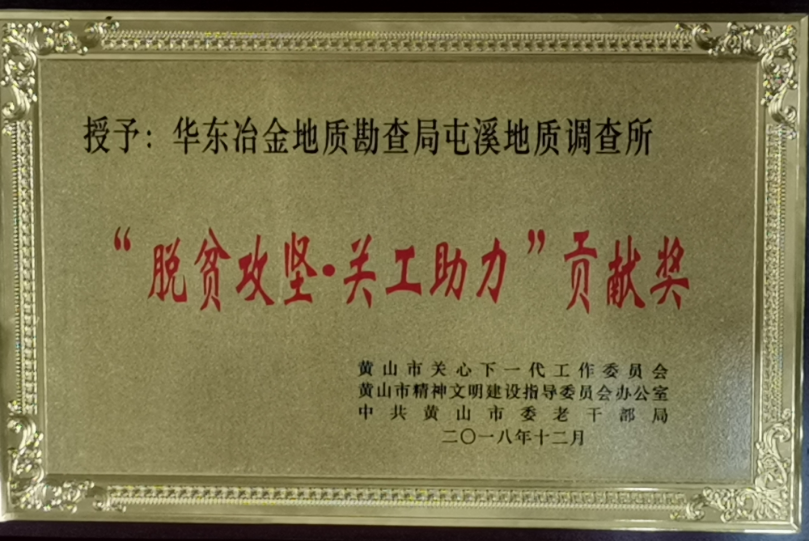 授予：华东冶金地质勘查局屯溪地质调查所
“脱贫攻坚·关工助力”贡献奖
黄山市关心下一代工作委员会
黄山市精神文明建设指导委员会办公室
中共黄山市委老干部局
二〇一八年十二月